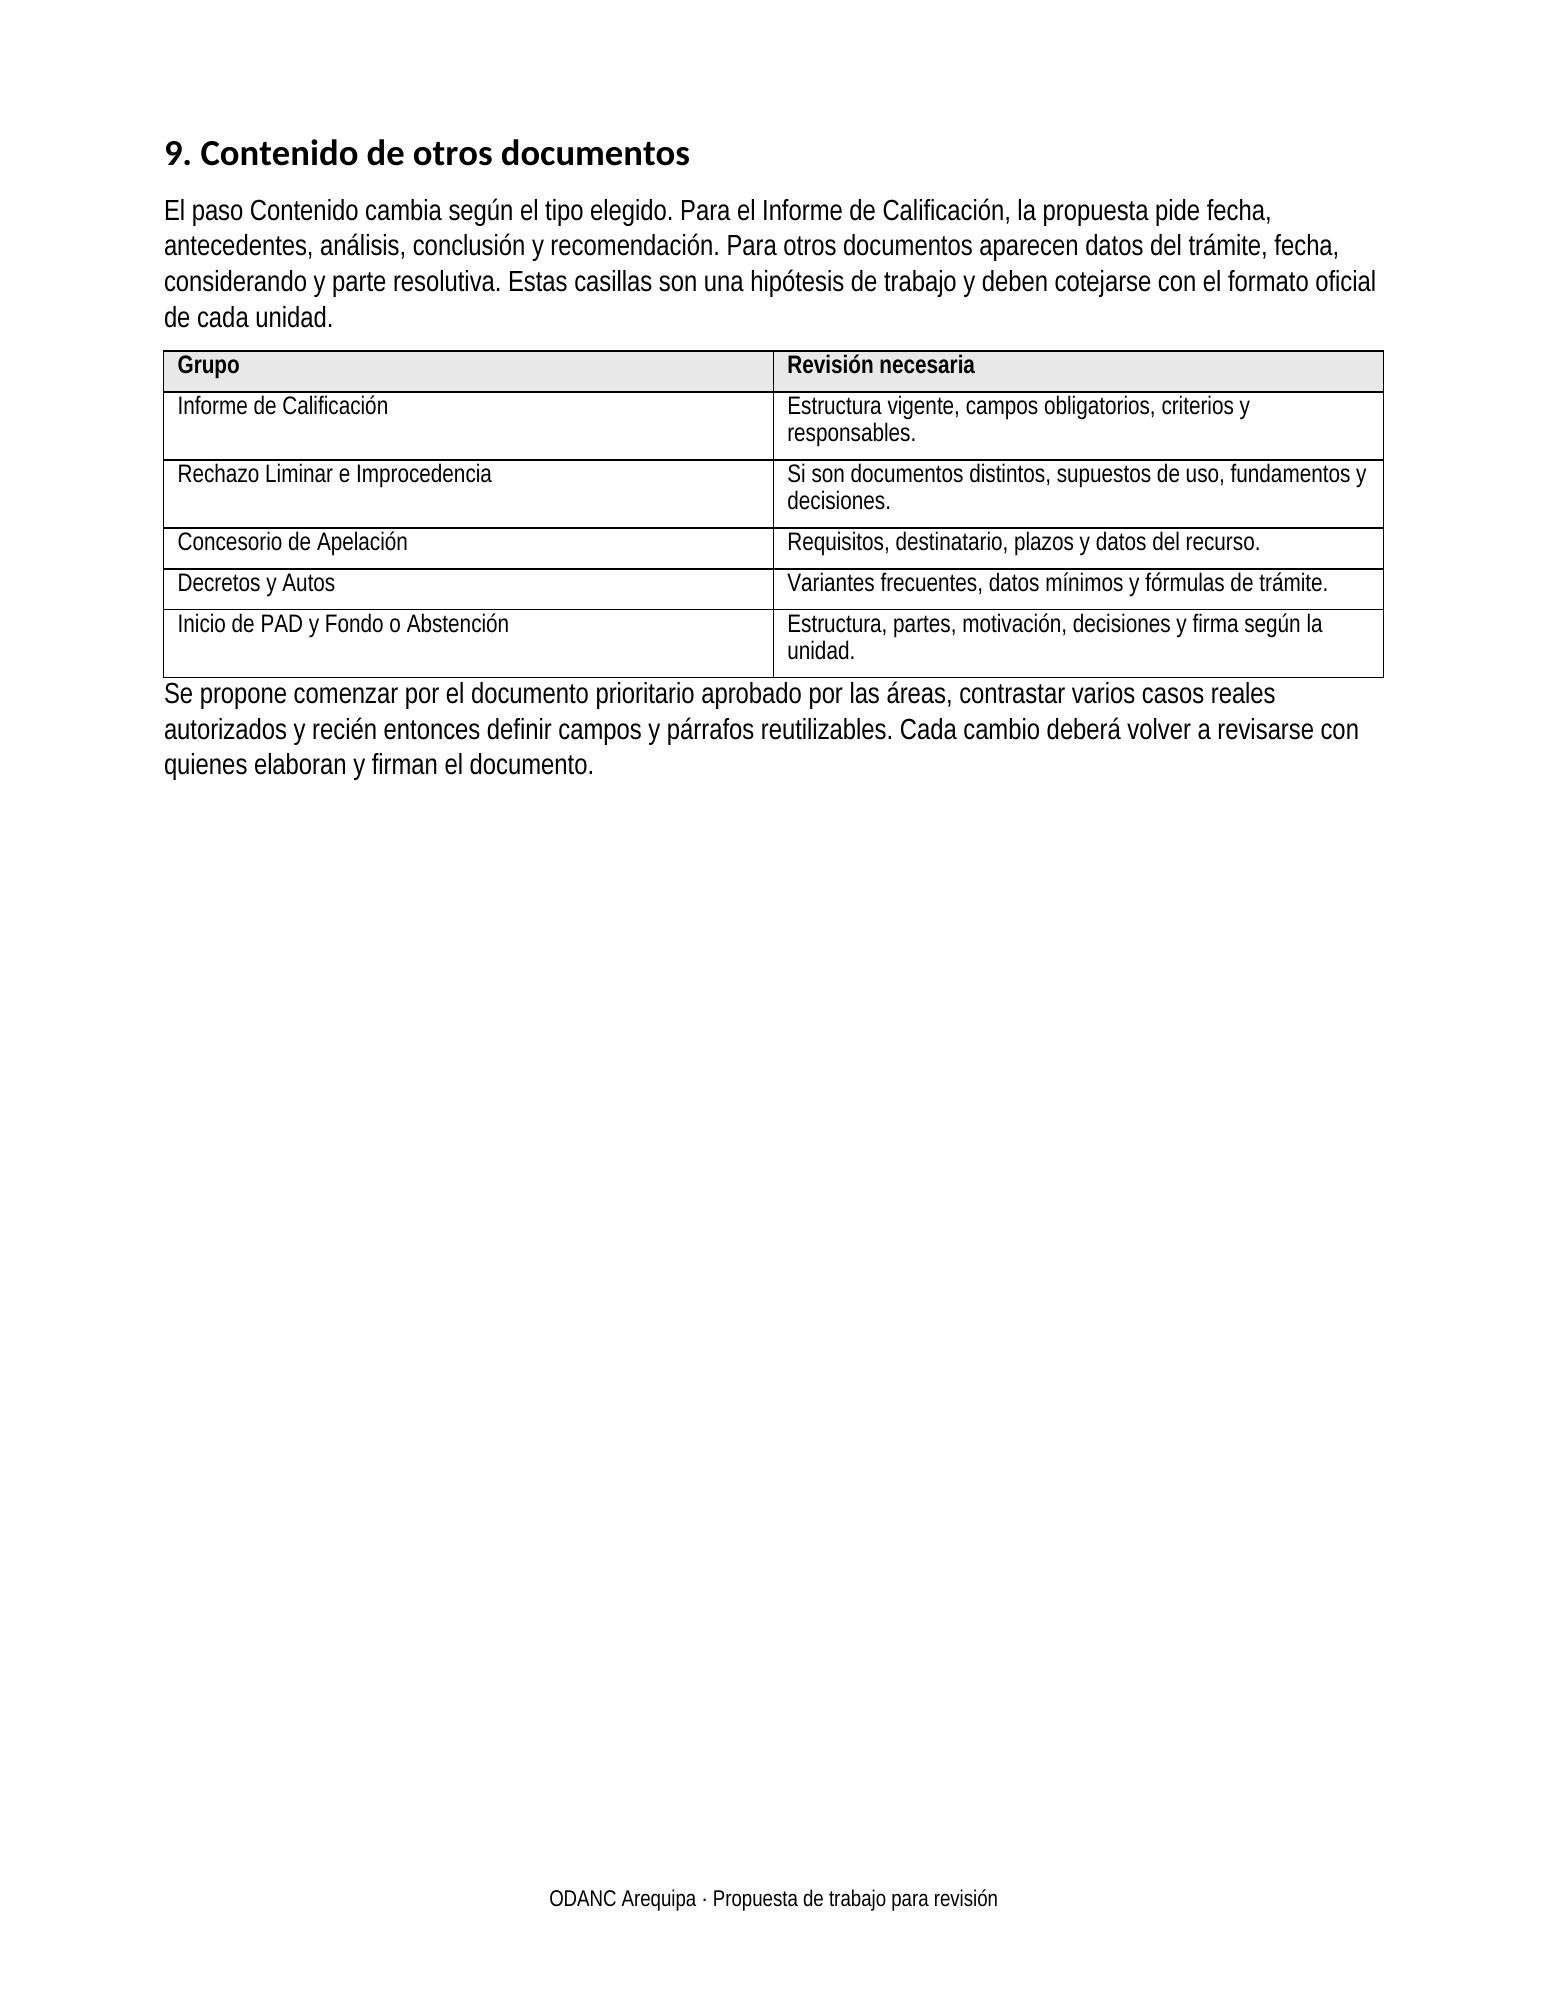 9. Contenido de otros documentos
El paso Contenido cambia según el tipo elegido. Para el Informe de Calificación, la propuesta pide fecha,
antecedentes, análisis, conclusión y recomendación. Para otros documentos aparecen datos del trámite, fecha,
considerando y parte resolutiva. Estas casillas son una hipótesis de trabajo y deben cotejarse con el formato oficial
de cada unidad.
Grupo
Revisión necesaria
Informe de Calificación
Estructura vigente, campos obligatorios, criterios y
responsables.
Rechazo Liminar e Improcedencia
Si son documentos distintos, supuestos de uso, fundamentos y
decisiones.
Concesorio de Apelación
Requisitos, destinatario, plazos y datos del recurso.
Decretos y Autos
Variantes frecuentes, datos mínimos y fórmulas de trámite.
Inicio de PAD y Fondo o Abstención
Estructura, partes, motivación, decisiones y firma según la
unidad.
Se propone comenzar por el documento prioritario aprobado por las áreas, contrastar varios casos reales
autorizados y recién entonces definir campos y párrafos reutilizables. Cada cambio deberá volver a revisarse con
quienes elaboran y firman el documento.
ODANC Arequipa · Propuesta de trabajo para revisión